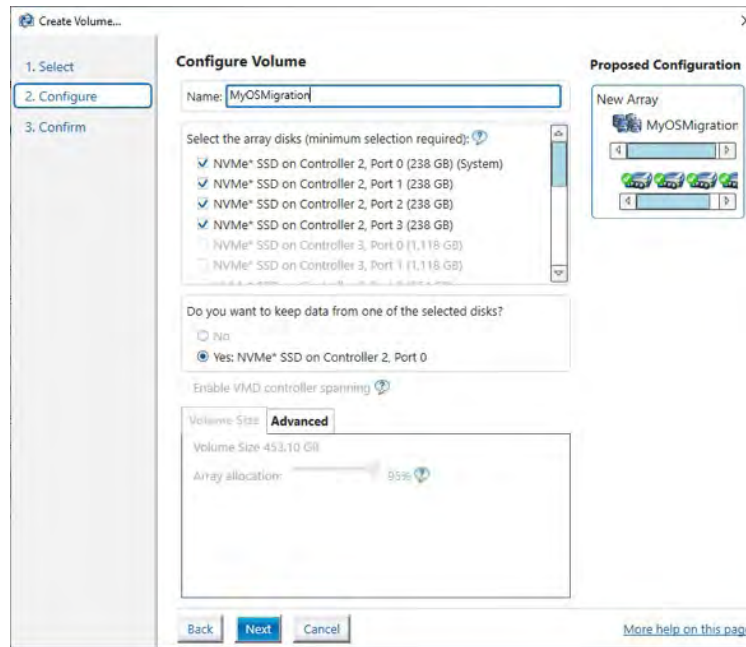 Create Volume...
1. Select
2. Configure
3. Confirm
Configure Volume
Name: MyOSMigration
Select the array disks (minimum selection required):
NVMe* SSD on Controller 2, Port 0 (238 GB) (System)
NVMe* SSD on Controller 2, Port 1 (238 GB)
NVMe* SSD on Controller 2, Port 2 (238 GB)
NVMe* SSD on Controller 2, Port 3 (238 GB)
NVMe* SSD on Controller 3, Port 0 (1,118 GB)
NVMe* SSD on Controller 3, Port 1 (1,118 GB)
Do you want to keep data from one of the selected disks?
No
Yes: NVMe* SSD on Controller 2, Port 0
Enable VMD controller spanning
Volume Size Advanced
Volume Size 453.10 GB
Array allocation: 95%
Back Next Cancel
Proposed Configuration
New Array
MyOSMigration
More help on this page